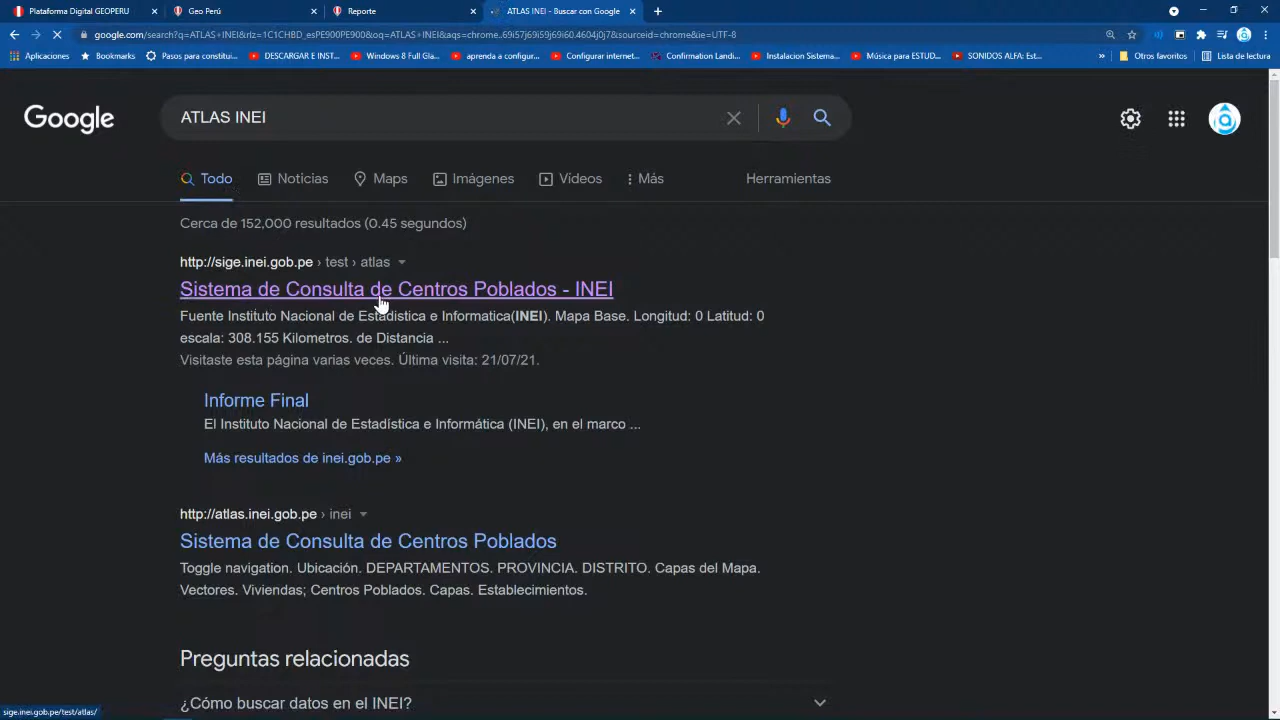 Plataforma Digital GEOPERU
Geo Perú
Reporte
ATLAS INEI - Buscar con Google
google.com/search?q=ATLAS+INEI&rlz=1C1CHBD_esPE900PE900&oq=ATLAS+INEI&aqs=chrome..69i57j69i59j69i60.4604j0j7&sourceid=chrome&ie=UTF-8
Aplicaciones
Bookmarks
Pasos para constitui...
DESCARGAR E INST...
Windows 8 Full Gla...
aprenda a configur...
Configurar internet...
Confirmation Landi...
Instalacion Sistema...
Música para ESTUD...
SONIDOS ALFA: Est...
»
Otros favoritos
Lista de lectura
Google
ATLAS INEI
Todo
Noticias
Maps
Imágenes
Videos
Más
Herramientas
Cerca de 152,000 resultados (0.45 segundos)
http://sige.inei.gob.pe › test › atlas
Sistema de Consulta de Centros Poblados - INEI
Fuente Instituto Nacional de Estadistica e Informatica(INEI). Mapa Base. Longitud: 0 Latitud: 0
escala: 308.155 Kilometros. de Distancia ...
Visitaste esta página varias veces. Última visita: 21/07/21.
Informe Final
El Instituto Nacional de Estadística e Informática (INEI), en el marco ...
Más resultados de inei.gob.pe »
http://atlas.inei.gob.pe › inei
Sistema de Consulta de Centros Poblados
Toggle navigation. Ubicación. DEPARTAMENTOS. PROVINCIA. DISTRITO. Capas del Mapa.
Vectores. Viviendas; Centros Poblados. Capas. Establecimientos.
Preguntas relacionadas
¿Cómo buscar datos en el INEI?
sige.inei.gob.pe/test/atlas/